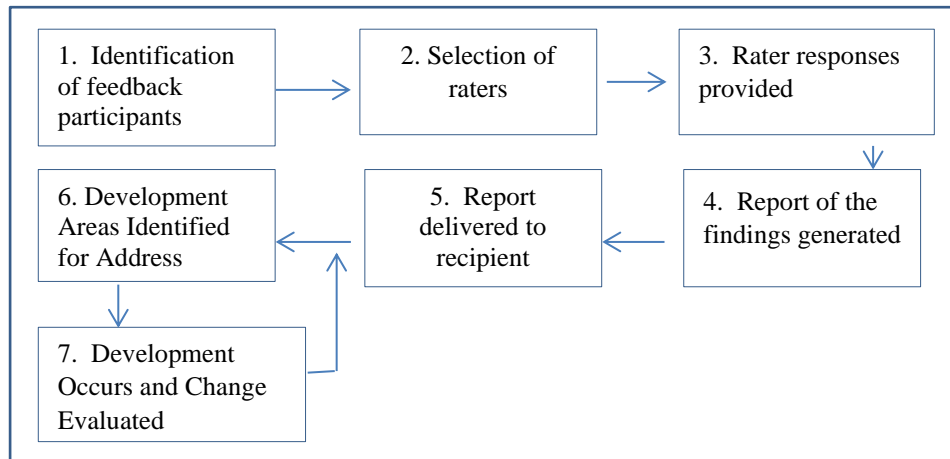 1. Identification
of feedback
participants
2. Selection of
raters
3. Rater responses
provided
4. Report of the
findings generated
5. Report
delivered to
recipient
6. Development
Areas Identified
for Address
7. Development
Occurs and Change
Evaluated